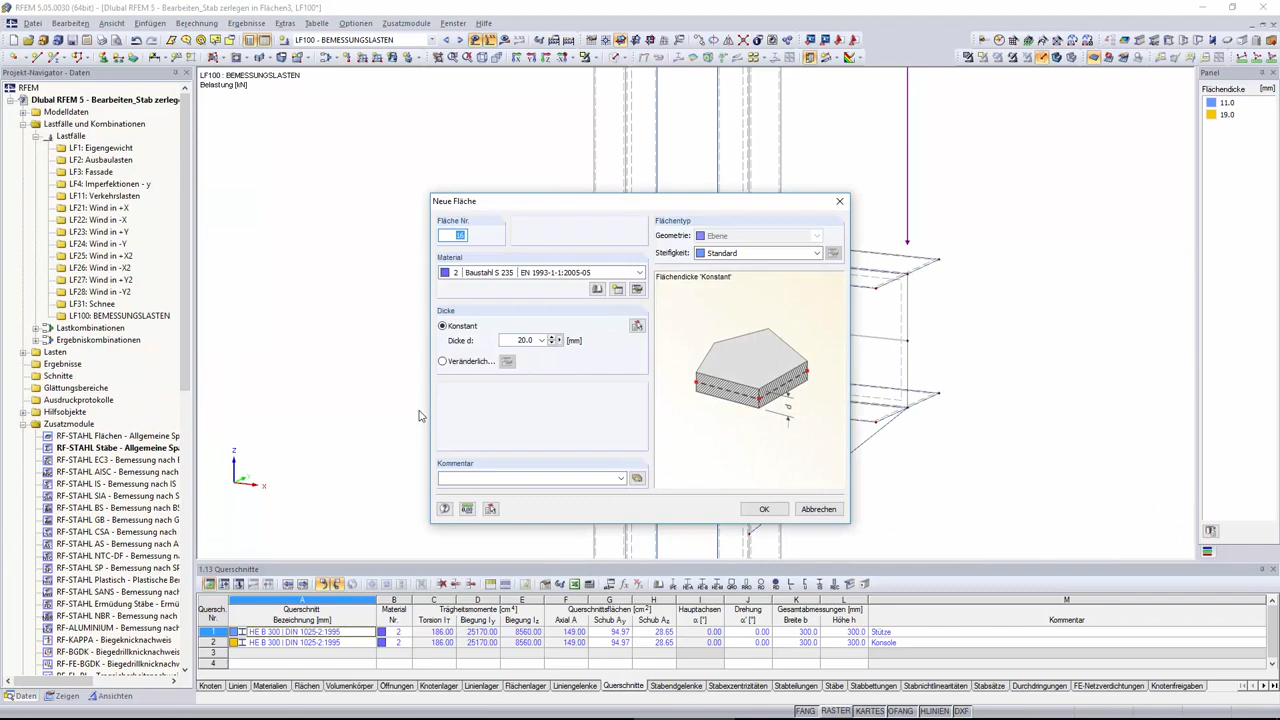 RFEM 5.05.0030 (64bit) - [Bearbeiten_Stab zerlegen in Flächen3, LF100*]
Datei Bearbeiten Ansicht Einfügen Berechnung Ergebnisse Extras Tabelle Optionen Zusatzmodule Fenster Hilfe
LF100 - BEMESSUNGSLASTEN
Projekt-Navigator - Daten
RFEM
Dlubal RFEM 5 - Bearbeiten_Stab zerleg
Modelldaten
Lastfälle und Kombinationen
Lastfälle
LF1: Eigengewicht
LF2: Ausbaulasten
LF3: Fassade
LF4: Imperfektionen - y
LF11: Verkehrslasten
LF21: Wind in +X
LF22: Wind in -X
LF23: Wind in +Y
LF24: Wind in -Y
LF25: Wind in +X2
LF26: Wind in -X2
LF27: Wind in +Y2
LF28: Wind in -Y2
LF31: Schnee
LF100: BEMESSUNGSLASTEN
Lastkombinationen
Ergebniskombinationen
Lasten
Ergebnisse
Schnitte
Glättungsbereiche
Ausdruckprotokolle
Hilfsobjekte
Zusatzmodule
RF-STAHL Flächen - Allgemeine Sp
RF-STAHL Stäbe - Allgemeine Spa
RF-STAHL EC3 - Bemessung nach E
RF-STAHL AISC - Bemessung nach
RF-STAHL IS - Bemessung nach IS
RF-STAHL SIA - Bemessung nach S
RF-STAHL BS - Bemessung nach BS
RF-STAHL GB - Bemessung nach G
RF-STAHL CSA - Bemessung nach
RF-STAHL AS - Bemessung nach A
RF-STAHL NTC-DF - Bemessung na
RF-STAHL SP - Bemessung nach SP
RF-STAHL Plastisch - Plastische Be
RF-STAHL SANS - Bemessung nach
RF-STAHL Ermüdung Stäbe - Ermüd
RF-STAHL NBR - Bemessung nach N
RF-ALUMINIUM - Bemessung von
RF-KAPPA - Biegeknicknachweis
RF-BGDK - Biegedrillknicknachweis
Daten Zeigen Ansichten
LF100 : BEMESSUNGSLASTEN
Belastung [kN]
Z
X
Neue Fläche
Fläche Nr.
16
Material
2 Baustahl S 235 EN 1993-1-1:2005-05
Dicke
Konstant
Dicke d: 20.0 [mm]
Veränderlich...
Kommentar
Flächentyp
Geometrie: Ebene
Steifigkeit: Standard
Flächendicke 'Konstant'
d
OK Abbrechen
Panel
Flächendicke [mm]
11.0
19.0
1.13 Querschnitte
A B C D E F G H I J K L M
Quersch. Nr. Querschnitt Bezeichnung [mm] Material Nr. Trägheitsmomente [cm⁴] Torsion IT Biegung Iy Biegung Iz Querschnittsflächen [cm²] Axial A Schub Ay Schub Az Hauptachsen α [°] Drehung α' [°] Gesamtabmessungen [mm] Breite b Höhe h Kommentar
1 HE B 300 | DIN 1025-2:1995 2 186.00 25170.00 8560.00 149.00 94.97 28.65 0.00 0.00 300.0 300.0 Stütze
2 HE B 300 | DIN 1025-2:1995 2 186.00 25170.00 8560.00 149.00 94.97 28.65 0.00 0.00 300.0 300.0 Konsole
3
4
Knoten Linien Materialien Flächen Volumenkörper Öffnungen Knotenlager Linienlager Flächenlager Liniengelenke Querschnitte Stabendgelenke Stabexzentrizitäten Stabteilungen Stäbe Stabbettungen Stabnichtlinearitäten Stabsätze Durchdringungen FE-Netzverdichtungen Knotenfreigaben
FANG RASTER KARTES OFANG HLINIEN DXF